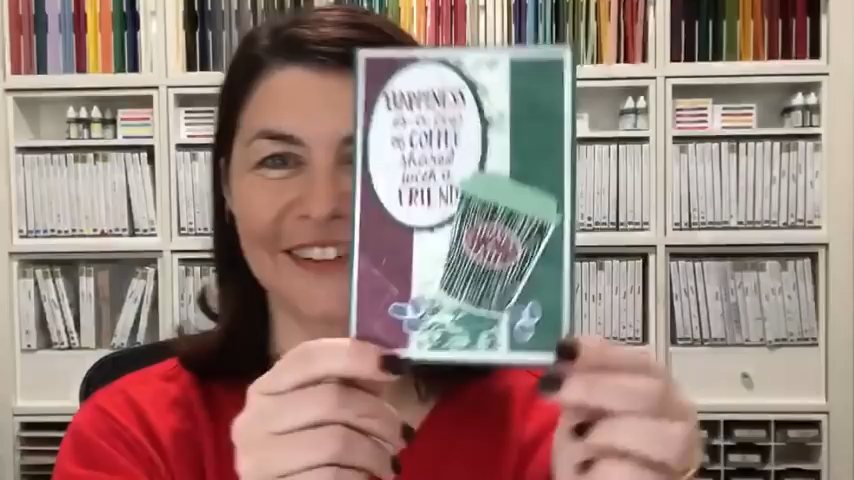 HAPPINESS
is a cup
of COFFEE
shared
with a
FRIEND